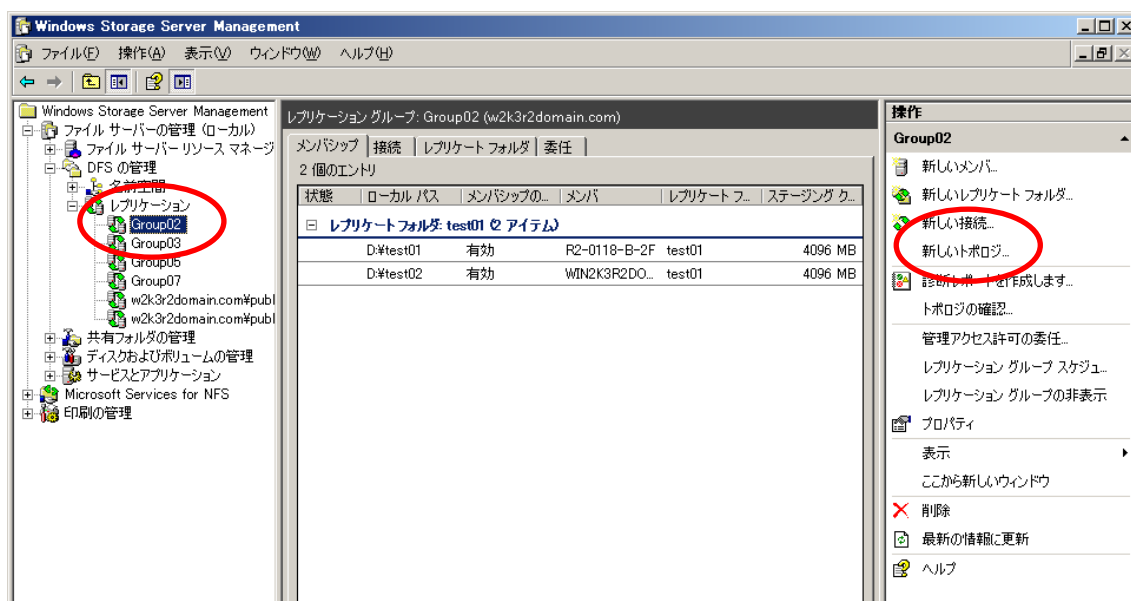 Windows Storage Server Management
ファイル(F) 操作(A) 表示(V) ウィンドウ(W) ヘルプ(H)
Windows Storage Server Management
ファイル サーバーの管理 (ローカル)
ファイル サーバー リソース マネージ
DFS の管理
名前空間
レプリケーション
Group02
Group03
Group05
Group07
w2k3r2domain.com¥publ
w2k3r2domain.com¥publ
共有フォルダの管理
ディスクおよびボリュームの管理
サービスとアプリケーション
Microsoft Services for NFS
印刷の管理
レプリケーション グループ: Group02 (w2k3r2domain.com)
メンバシップ 接続 レプリケート フォルダ 委任
2 個のエントリ
状態 ローカル パス メンバシップの... メンバ レプリケート フ... ステージング ク...
レプリケート フォルダ: test01 (2 アイテム)
D:¥test01 有効 R2-0118-B-2F test01 4096 MB
D:¥test02 有効 WIN2K3R2DO... test01 4096 MB
操作
Group02
新しいメンバ...
新しいレプリケート フォルダ...
新しい接続...
新しいトポロジ...
診断レポートを作成します...
トポロジの確認...
管理アクセス許可の委任...
レプリケーション グループ スケジュ...
レプリケーション グループの非表示
プロパティ
表示
ここから新しいウィンドウ
削除
最新の情報に更新
ヘルプ